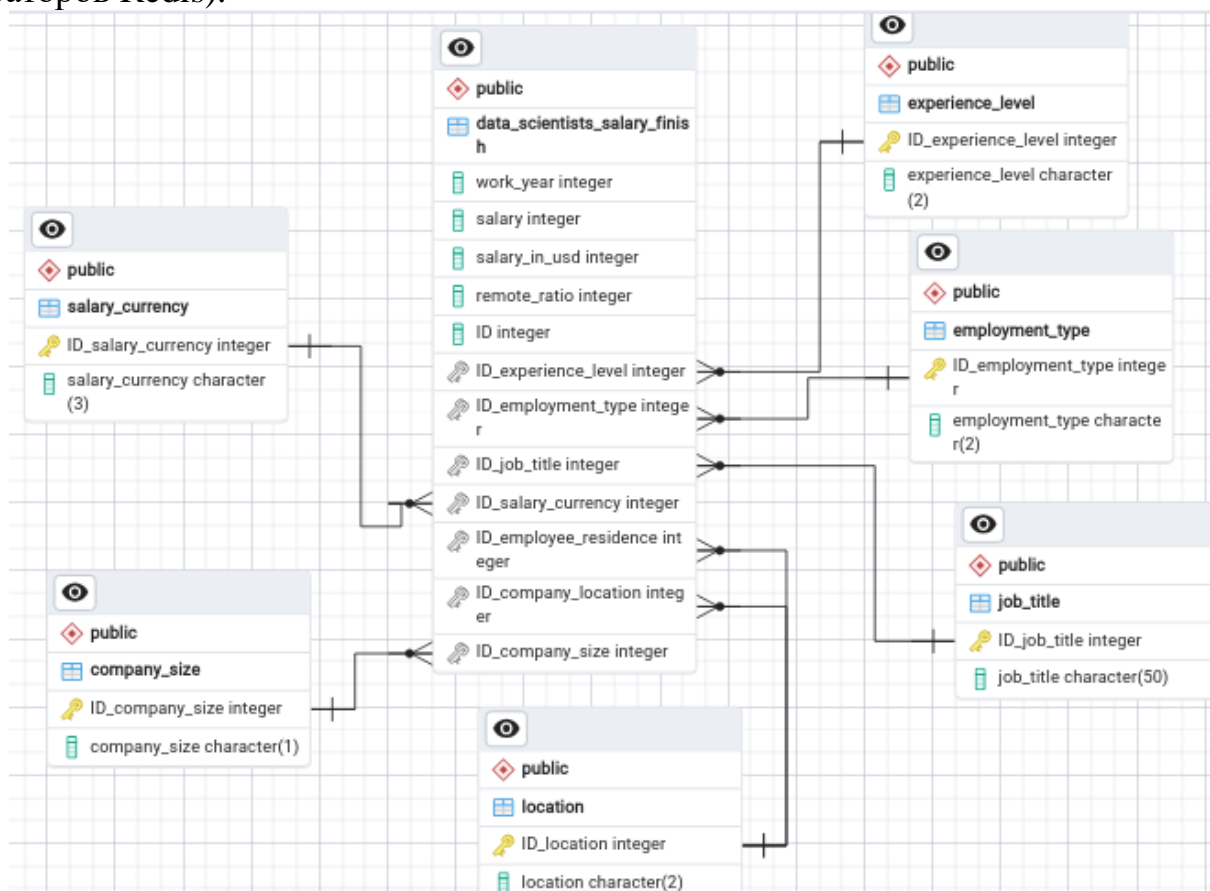 Redis).
public
data_scientists_salary_finis
h
work_year integer
salary integer
salary_in_usd integer
remote_ratio integer
ID integer
ID_experience_level integer
ID_employment_type intege
r
ID_job_title integer
ID_salary_currency integer
ID_employee_residence int
eger
ID_company_location integ
er
ID_company_size integer
public
experience_level
ID_experience_level integer
experience_level character
(2)
public
salary_currency
ID_salary_currency integer
salary_currency character
(3)
public
employment_type
ID_employment_type intege
r
employment_type characte
r(2)
public
job_title
ID_job_title integer
job_title character(50)
public
company_size
ID_company_size integer
company_size character(1)
public
location
ID_location integer
location character(2)